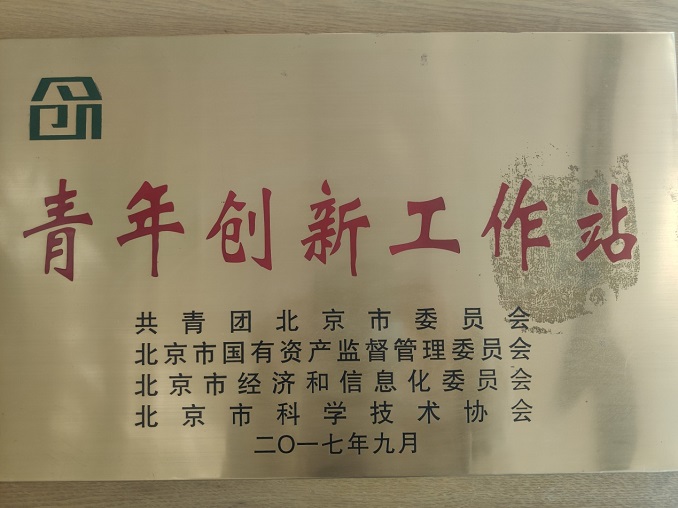 青年创新工作站
共青团北京市委员会
北京市国有资产监督管理委员会
北京市经济和信息化委员会
北京市科学技术协会
二〇一七年九月